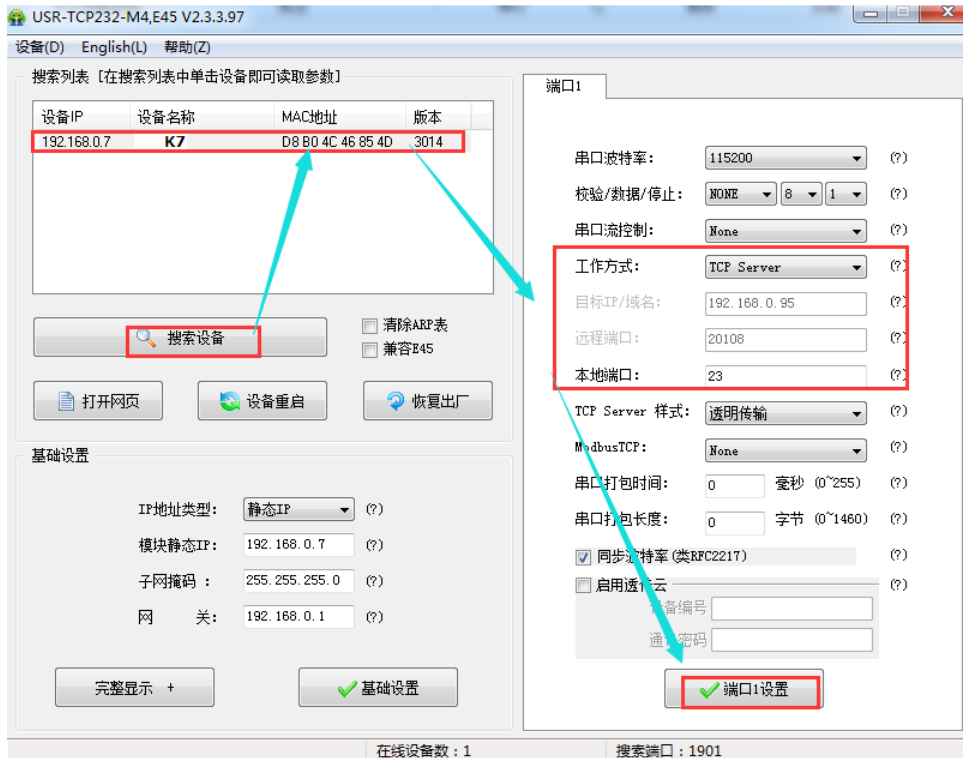 USR-TCP232-M4,E45 V2.3.3.97
设备(D) English(L) 帮助(Z)
搜索列表 [在搜索列表中单击设备即可读取参数]
设备IP 设备名称 MAC地址 版本
192.168.0.7 K7 D8 B0 4C 46 85 4D 3014
搜索设备
清除ARP表
兼容E45
打开网页 设备重启 恢复出厂
基础设置
IP地址类型: 静态IP (?)
模块静态IP: 192.168.0.7 (?)
子网掩码 : 255.255.255.0 (?)
网 关: 192.168.0.1 (?)
完整显示 + 基础设置
端口1
串口波特率: 115200 (?)
校验/数据/停止: NONE 8 1 (?)
串口流控制: None (?)
工作方式: TCP Server (?)
目标IP/域名: 192.168.0.95 (?)
远程端口: 20108 (?)
本地端口: 23 (?)
TCP Server 样式: 透明传输 (?)
ModbusTCP: None (?)
串口打包时间: 0 毫秒 (0~255) (?)
串口打包长度: 0 字节 (0~1460) (?)
同步波特率(类RFC2217) (?)
启用透传云 (?)
设备编号
通讯密码
端口1设置
在线设备数:1 搜索端口:1901